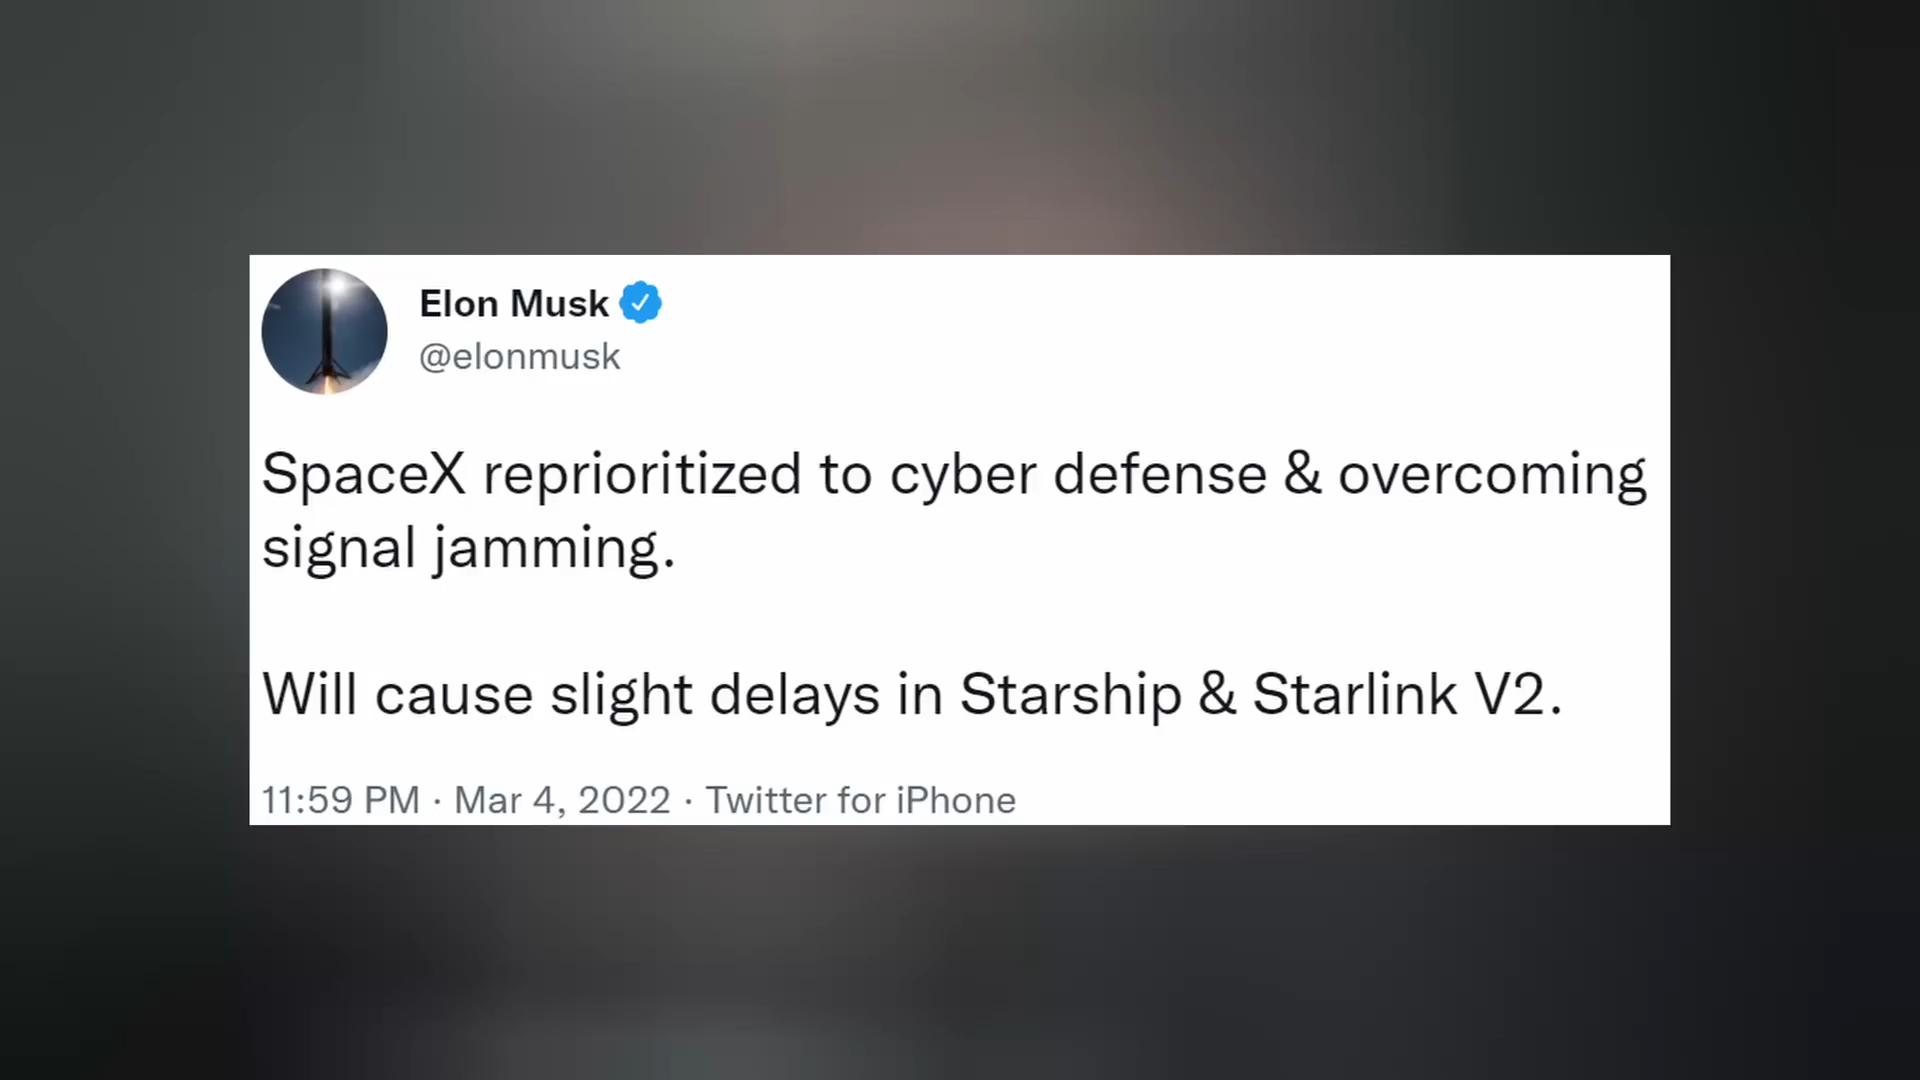 Elon Musk
@elonmusk
SpaceX reprioritized to cyber defense & overcoming
signal jamming.
Will cause slight delays in Starship & Starlink V2.
11:59 PM · Mar 4, 2022 · Twitter for iPhone